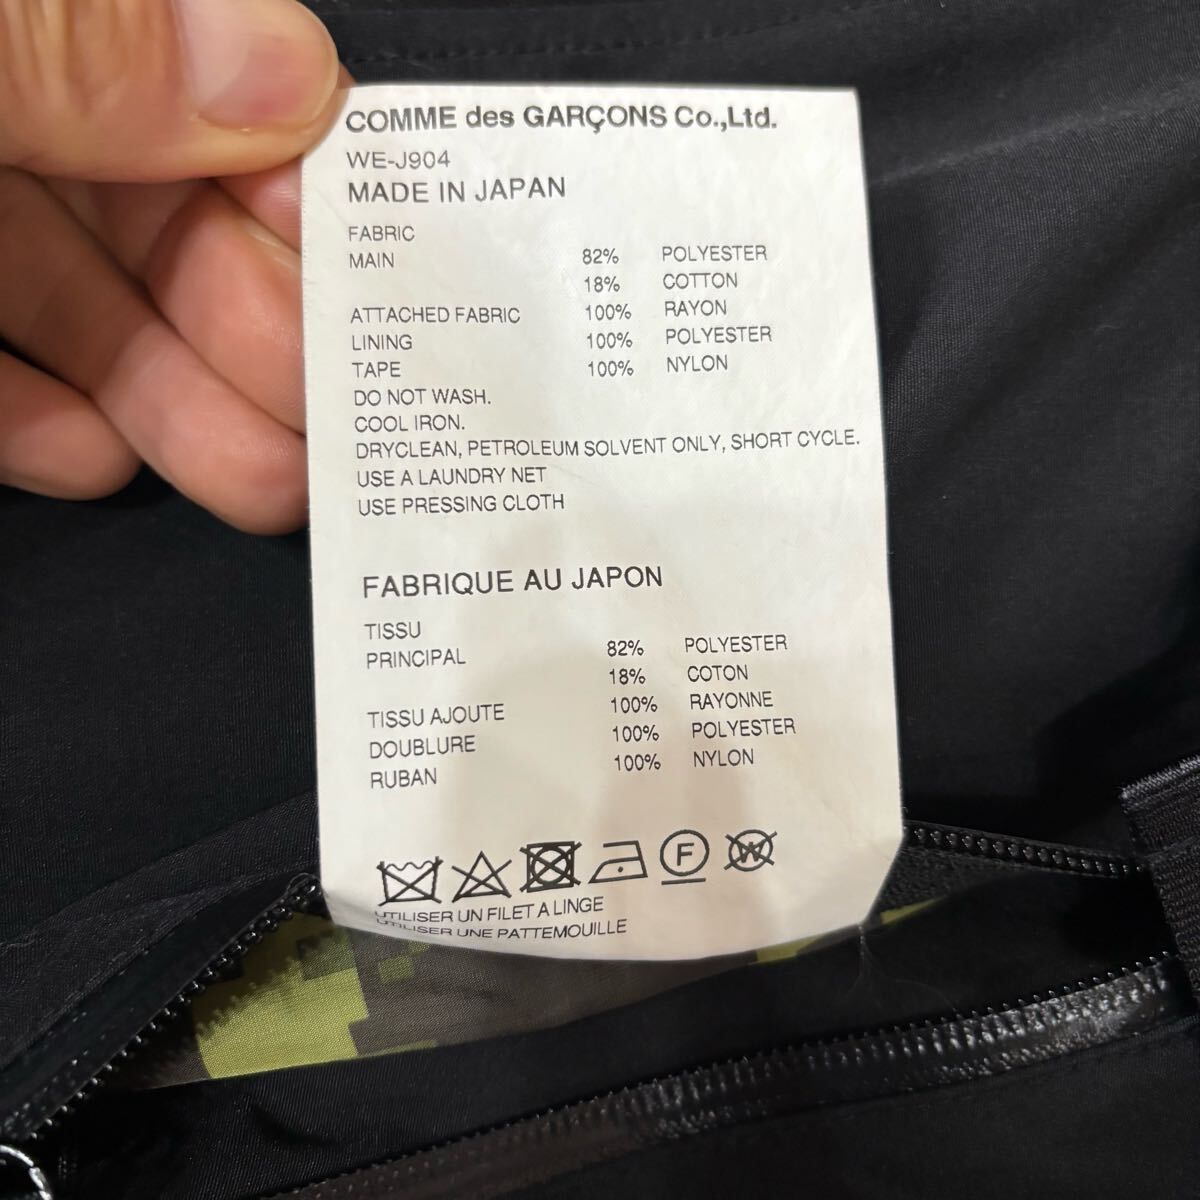 COMME des GARÇONS Co.,Ltd.
WE-J904
MADE IN JAPAN
FABRIC
MAIN 82% POLYESTER
18% COTTON
ATTACHED FABRIC 100% RAYON
LINING 100% POLYESTER
TAPE 100% NYLON
DO NOT WASH.
COOL IRON.
DRYCLEAN, PETROLEUM SOLVENT ONLY, SHORT CYCLE.
USE A LAUNDRY NET
USE PRESSING CLOTH
FABRIQUE AU JAPON
TISSU
PRINCIPAL 82% POLYESTER
18% COTON
TISSU AJOUTE 100% RAYONNE
DOUBLURE 100% POLYESTER
RUBAN 100% NYLON
F W
UTILISER UN FILET A LINGE
UTILISER UNE PATTEMOUILLE